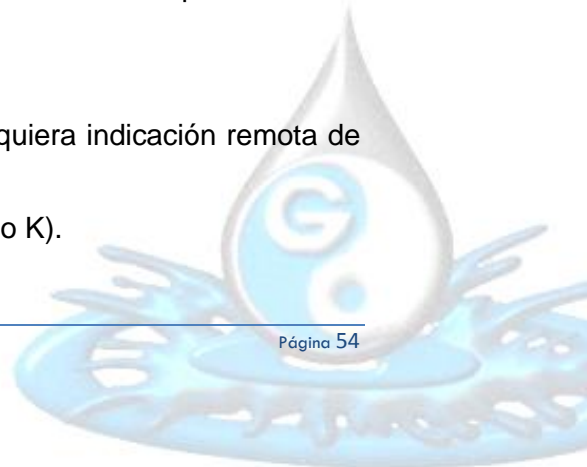 quiera indicación remota de
o K).
G
Página 54